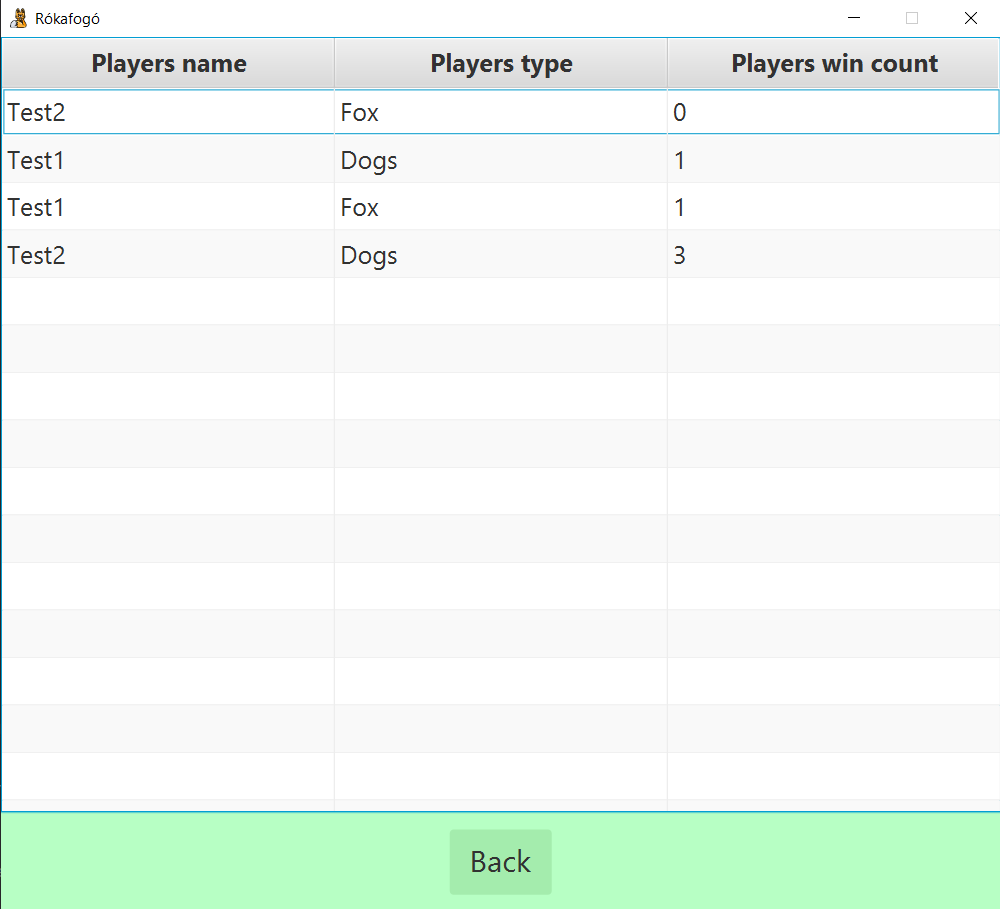 Rókafogó
Players name Players type Players win count
Test2 Fox 0
Test1 Dogs 1
Test1 Fox 1
Test2 Dogs 3
Back